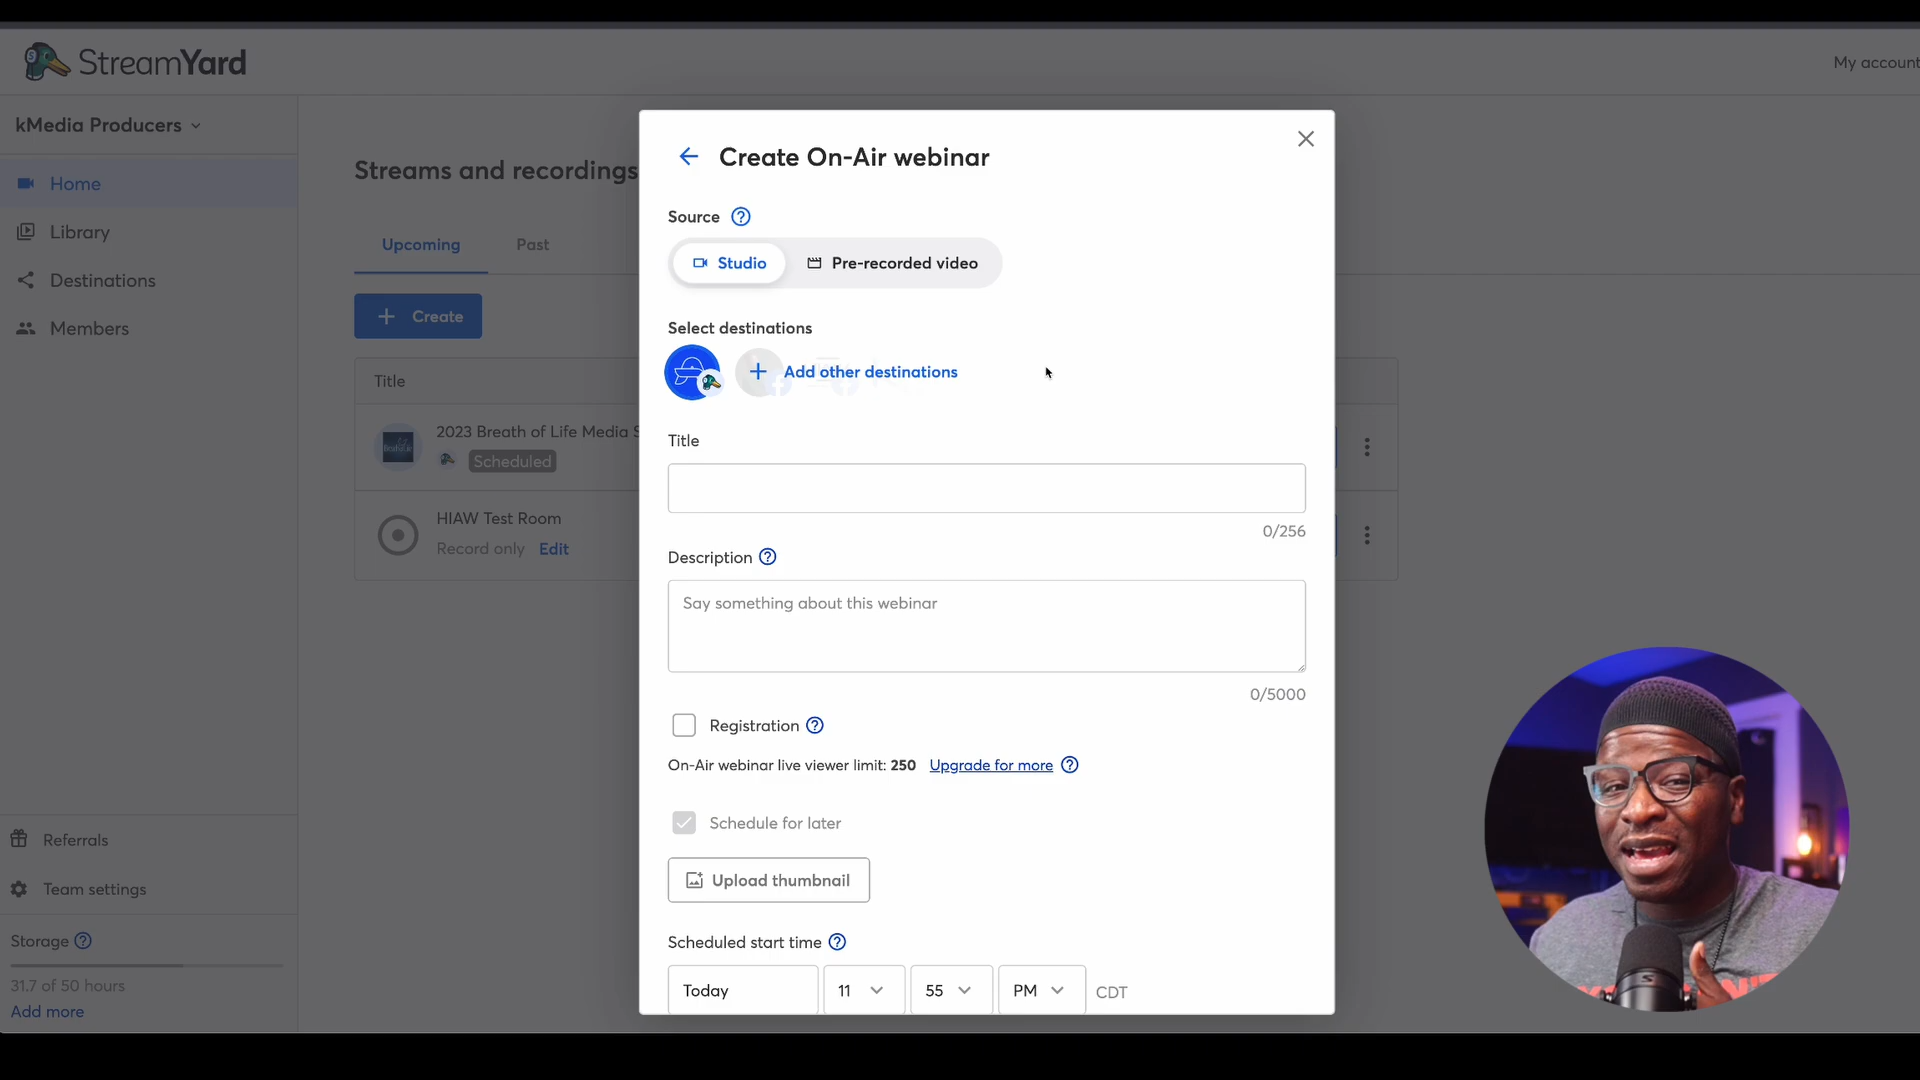 StreamYard
My account
kMedia Producers
Home
Library
Destinations
Members
Referrals
Team settings
Storage
31.7 of 50 hours
Add more
Streams and recordings
Upcoming
Past
+ Create
Title
2023 Breath of Life Media S
Scheduled
HIAW Test Room
Record only Edit
Create On-Air webinar
Source ?
Studio
Pre-recorded video
Select destinations
+ Add other destinations
Title
0/256
Description ?
Say something about this webinar
0/5000
Registration ?
On-Air webinar live viewer limit: 250 Upgrade for more ?
Schedule for later
Upload thumbnail
Scheduled start time ?
Today 11 55 PM CDT